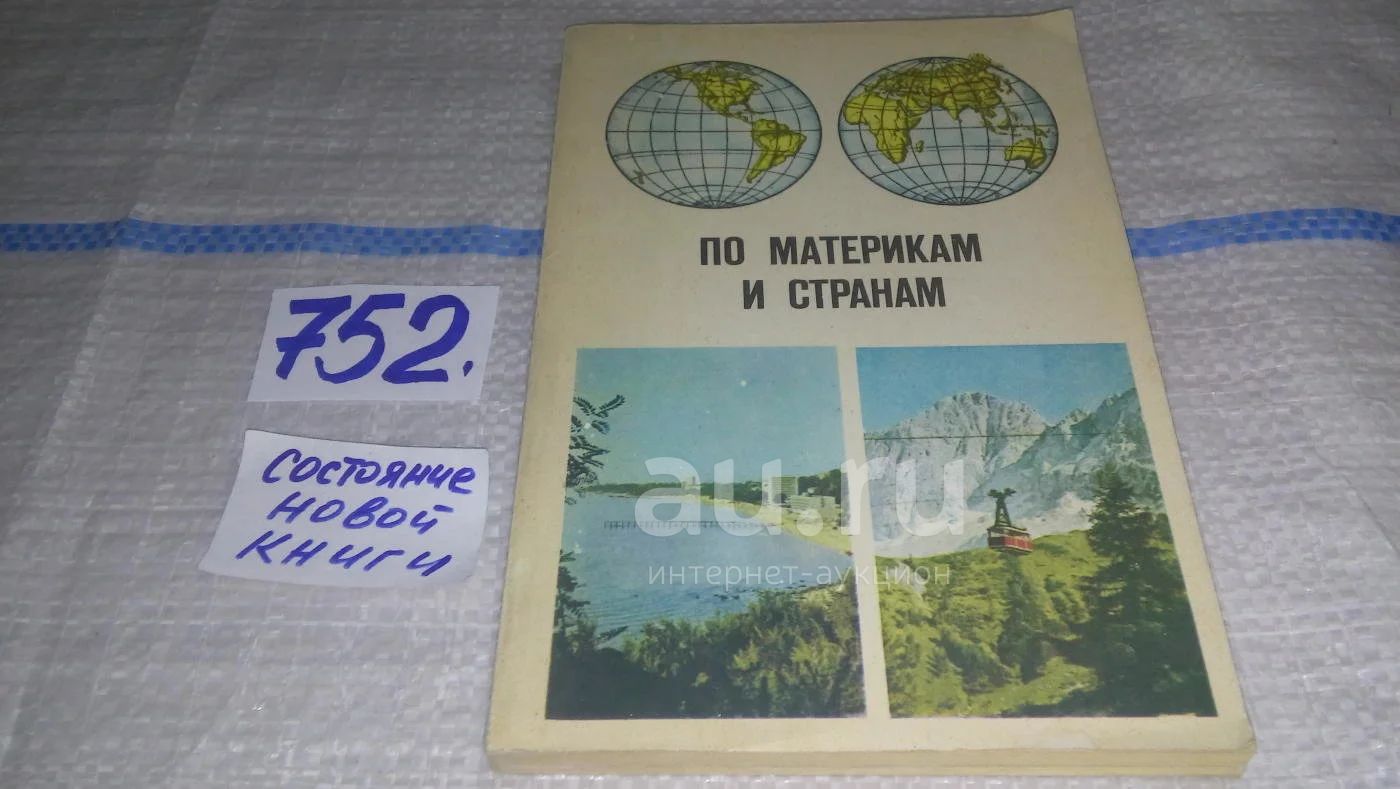 ПО МАТЕРИКАМ
И СТРАНАМ
752.
СОСТОЯНИЕ
НОВОЙ
КНИГИ
au.ru
интернет-аукцион